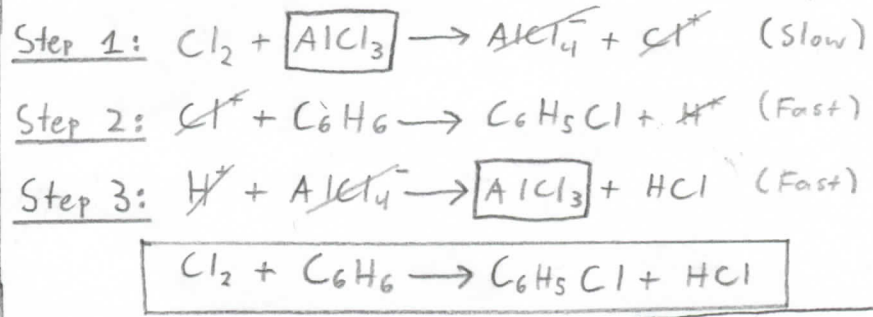 Step 1: Cl₂ + AlCl₃ → AlCl₄⁻ + Cl⁺ (Slow)
Step 2: Cl⁺ + C₆H₆ → C₆H₅Cl + H⁺ (Fast)
Step 3: H⁺ + AlCl₄⁻ → AlCl₃ + HCl (Fast)
Cl₂ + C₆H₆ → C₆H₅Cl + HCl